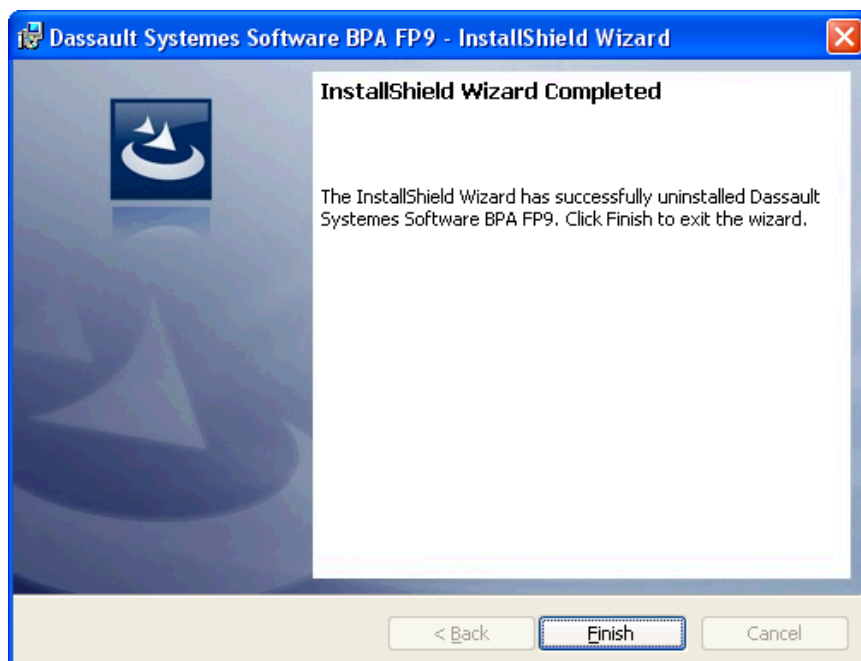 Dassault Systemes Software BPA FP9 - InstallShield Wizard
InstallShield Wizard Completed
The InstallShield Wizard has successfully uninstalled Dassault
Systemes Software BPA FP9. Click Finish to exit the wizard.
< Back Finish Cancel